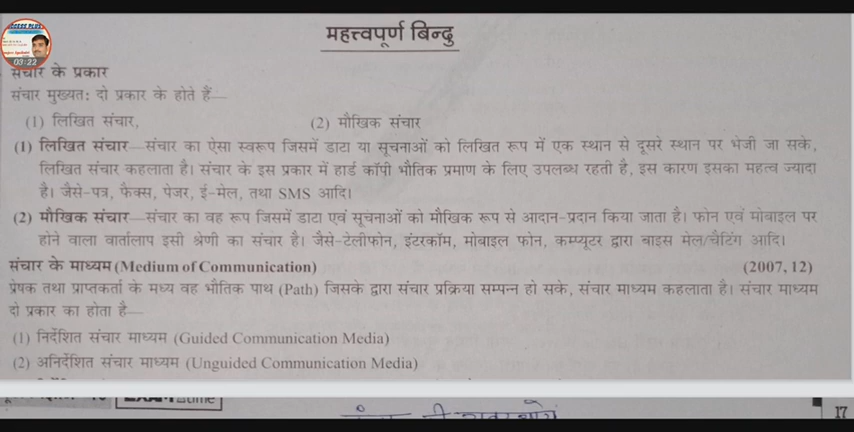 CCESS PLUS
03:22
महत्त्वपूर्ण बिन्दु
संचार के प्रकार
संचार मुख्यतः दो प्रकार के होते हैं—
(1) लिखित संचार, (2) मौखिक संचार
(1) लिखित संचार—संचार का ऐसा स्वरूप जिसमें डाटा या सूचनाओं को लिखित रूप में एक स्थान से दूसरे स्थान पर भेजी जा सके,
लिखित संचार कहलाता है। संचार के इस प्रकार में हार्ड कॉपी भौतिक प्रमाण के लिए उपलब्ध रहती है, इस कारण इसका महत्व ज्यादा
है। जैसे-पत्र, फैक्स, पेजर, ई-मेल, तथा SMS आदि।
(2) मौखिक संचार—संचार का वह रूप जिसमें डाटा एवं सूचनाओं को मौखिक रूप से आदान-प्रदान किया जाता है। फोन एवं मोबाइल पर
होने वाला वार्तालाप इसी श्रेणी का संचार है। जैसे-टेलीफोन, इंटरकॉम, मोबाइल फोन, कम्प्यूटर द्वारा वाइस मेल/चैटिंग आदि।
संचार के माध्यम (Medium of Communication) (2007, 12)
प्रेषक तथा प्राप्तकर्ता के मध्य वह भौतिक पाथ (Path) जिसके द्वारा संचार प्रक्रिया सम्पन्न हो सके, संचार माध्यम कहलाता है। संचार माध्यम
दो प्रकार का होता है—
(1) निर्देशित संचार माध्यम (Guided Communication Media)
(2) अनिर्देशित संचार माध्यम (Unguided Communication Media)
17